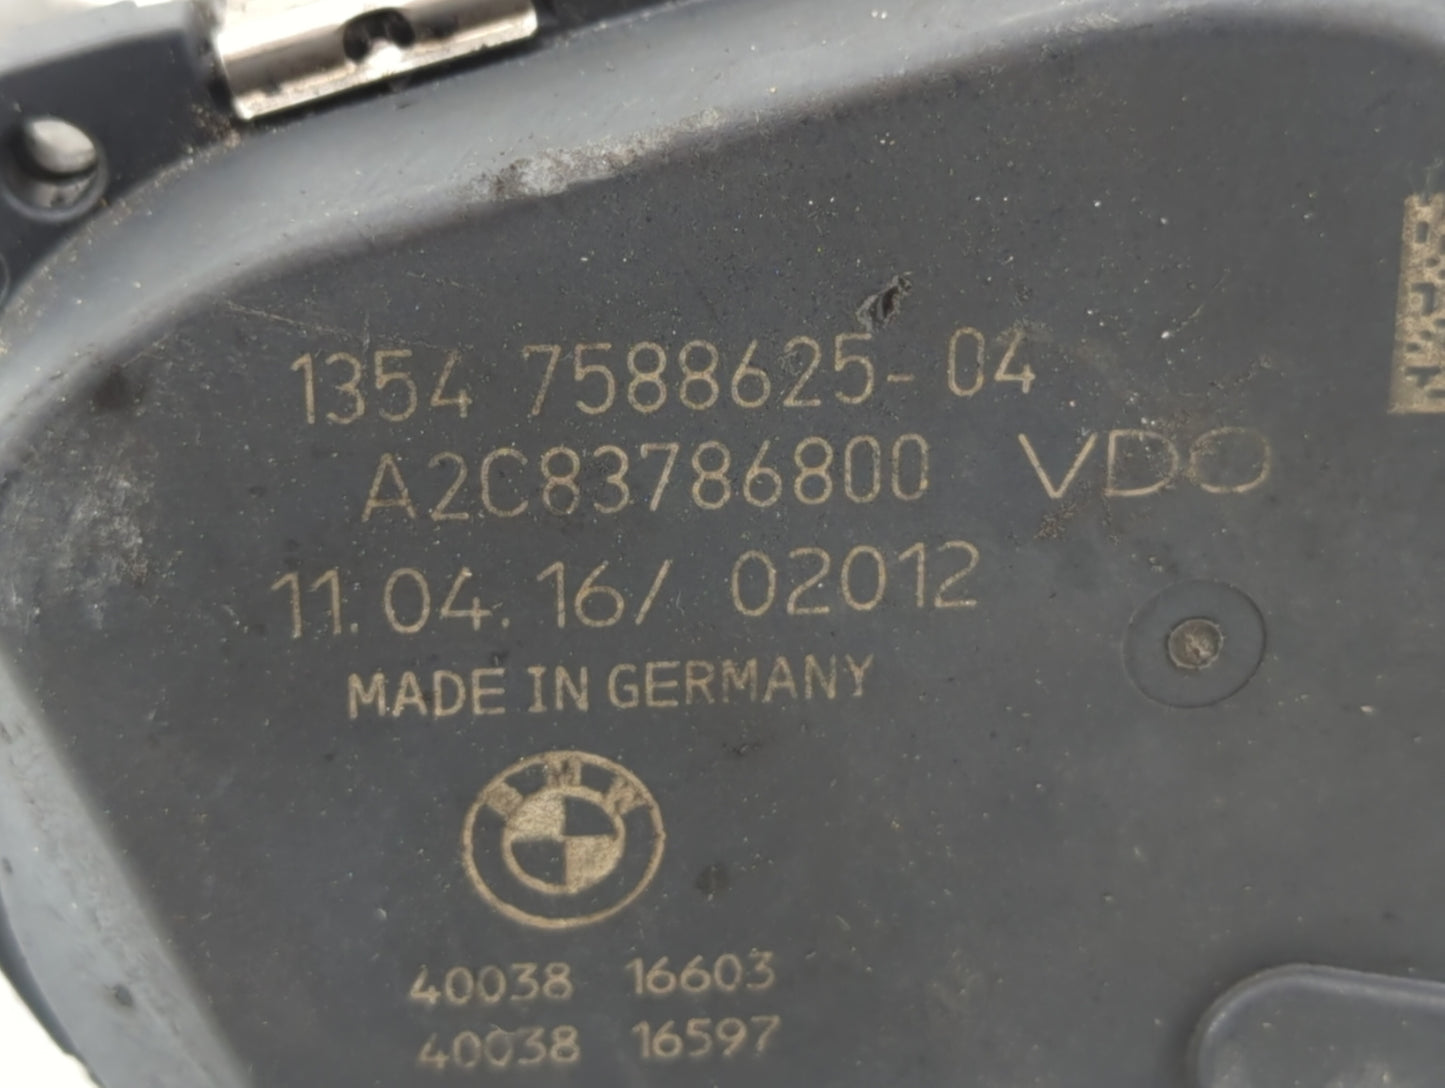 1354 7588625-04
A2C83786800 VDO
11.04.16/ 02012
MADE IN GERMANY
BMW
40038 16603
40038 16597